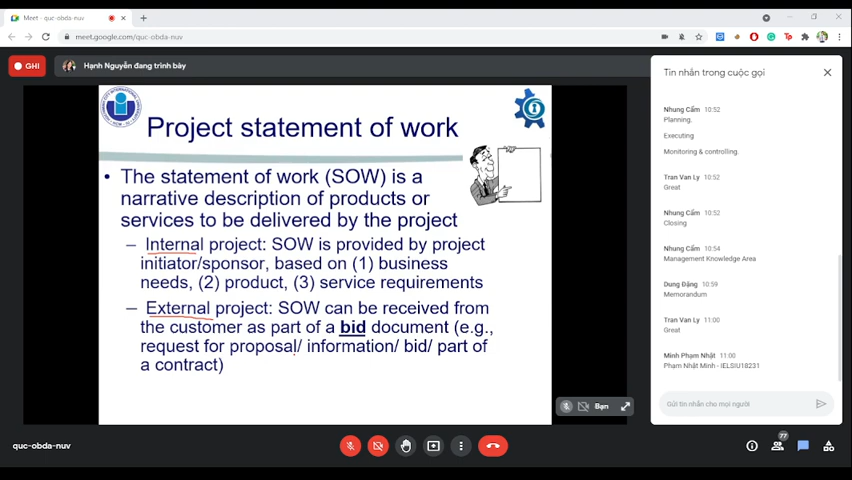 Meet - quc-obda-nuv
meet.google.com/quc-obda-nuv
GHI
Hạnh Nguyễn đang trình bày
Project statement of work
• The statement of work (SOW) is a
narrative description of products or
services to be delivered by the project
– Internal project: SOW is provided by project
initiator/sponsor, based on (1) business
needs, (2) product, (3) service requirements
– External project: SOW can be received from
the customer as part of a bid document (e.g.,
request for proposal/ information/ bid/ part of
a contract)
Bạn
quc-obda-nuv
Tin nhắn trong cuộc gọi
Nhung Cẩm 10:52
Planning.
Executing
Monitoring & controlling.
Tran Van Ly 10:52
Great
Nhung Cẩm 10:52
Closing
Nhung Cẩm 10:54
Management Knowledge Area
Dung Đặng 10:59
Memorandum
Tran Van Ly 11:00
Great
Minh Phạm Nhật 11:00
Phạm Nhật Minh - IELSIU18231
Gửi tin nhắn cho mọi người
77